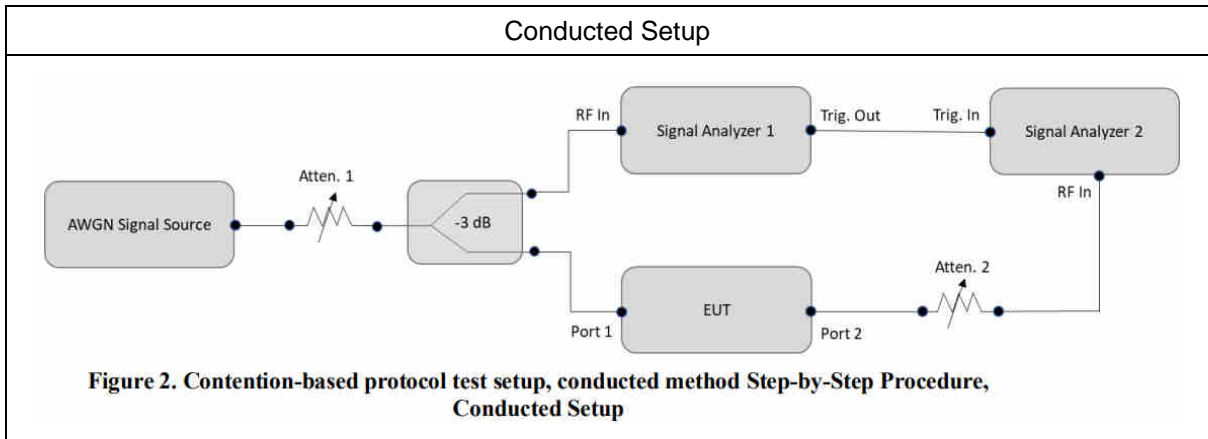 Conducted Setup
RF In
Signal Analyzer 1
Trig. Out
Trig. In
Signal Analyzer 2
RF In
Atten. 1
AWGN Signal Source
-3 dB
Atten. 2
EUT
Port 1
Port 2
Figure 2. Contention-based protocol test setup, conducted method Step-by-Step Procedure,
Conducted Setup